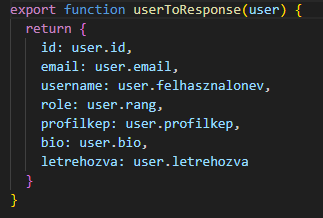 export function userToResponse(user) {
  return {
    id: user.id,
    email: user.email,
    username: user.felhasznalonev,
    role: user.rang,
    profilkep: user.profilkep,
    bio: user.bio,
    letrehozva: user.letrehozva
  }
}